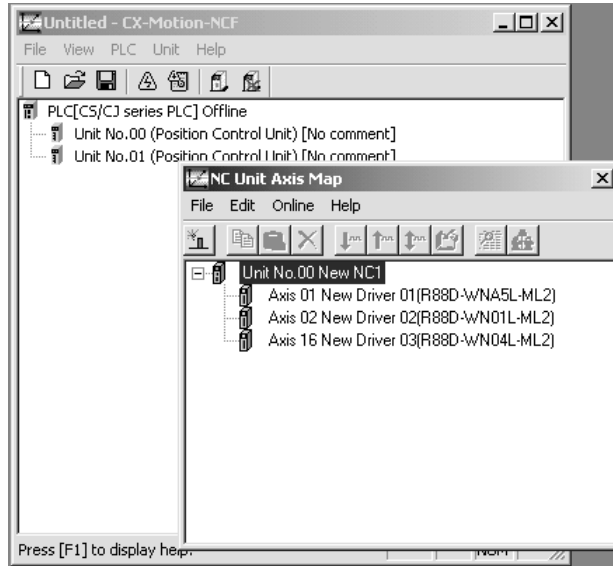 Untitled - CX-Motion-NCF
File View PLC Unit Help
PLC[CS/CJ series PLC] Offline
Unit No.00 (Position Control Unit) [No comment]
Unit No.01 (Position Control Unit) [No comment]
NC Unit Axis Map
File Edit Online Help
Unit No.00 New NC1
Axis 01 New Driver 01(R88D-WNA5L-ML2)
Axis 02 New Driver 02(R88D-WN01L-ML2)
Axis 16 New Driver 03(R88D-WN04L-ML2)
Press [F1] to display help.
NUM